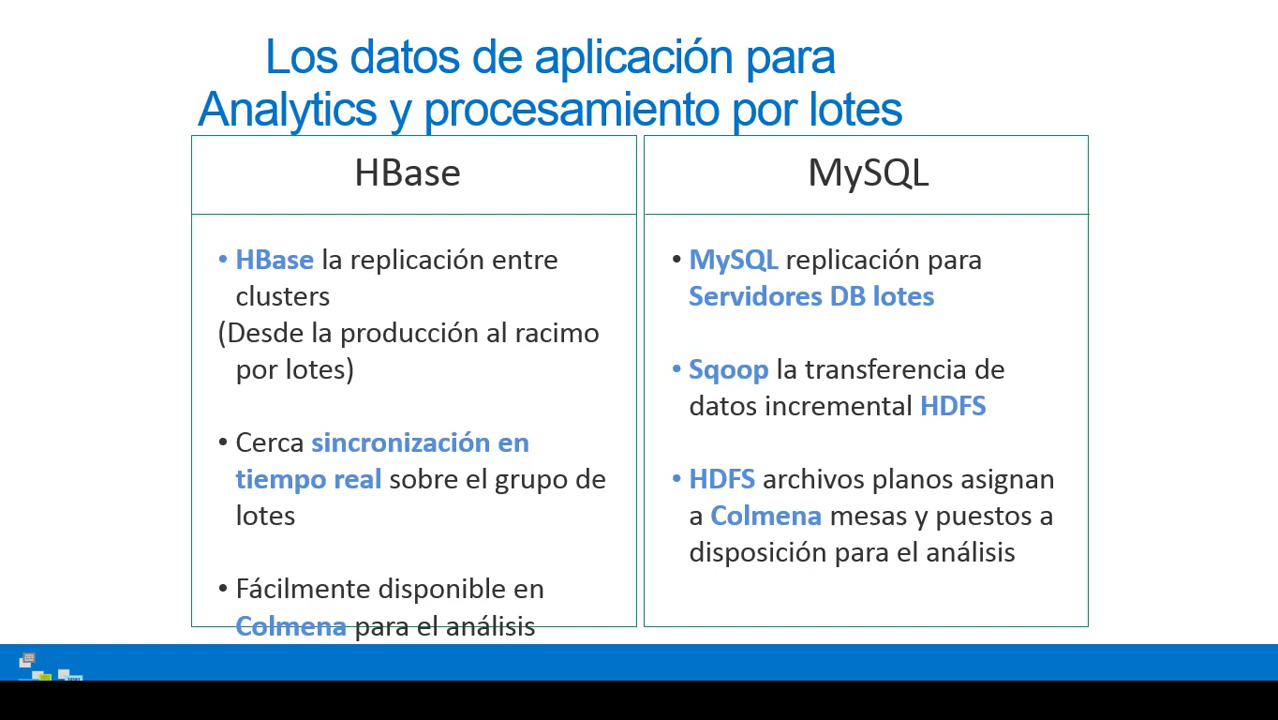 Los datos de aplicación para
Analytics y procesamiento por lotes
HBase
• HBase la replicación entre
clusters
(Desde la producción al racimo
por lotes)
• Cerca sincronización en
tiempo real sobre el grupo de
lotes
• Fácilmente disponible en
Colmena para el análisis
MySQL
• MySQL replicación para
Servidores DB lotes
• Sqoop la transferencia de
datos incremental HDFS
• HDFS archivos planos asignan
a Colmena mesas y puestos a
disposición para el análisis